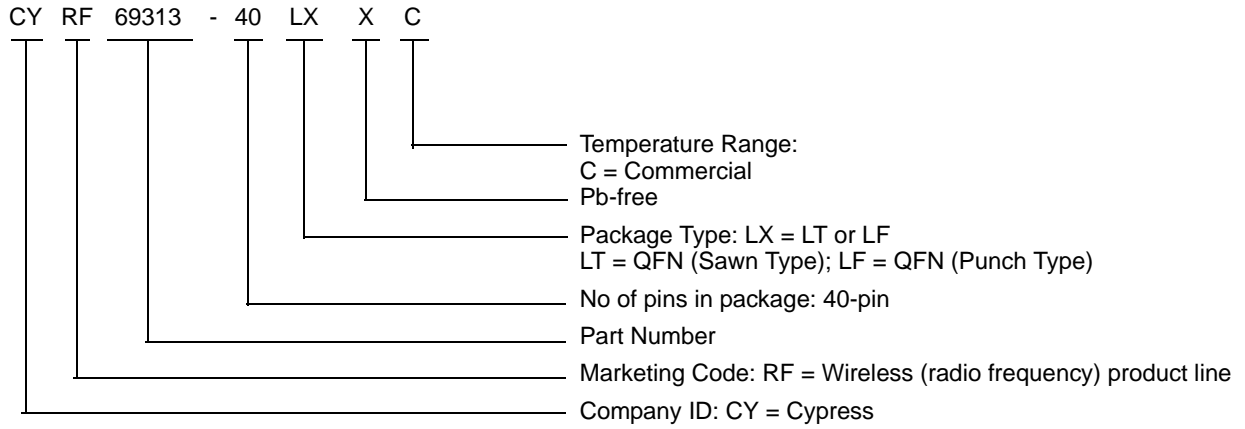 CY RF 69313 - 40 LX X C
Temperature Range:
C = Commercial
Pb-free
Package Type: LX = LT or LF
LT = QFN (Sawn Type); LF = QFN (Punch Type)
No of pins in package: 40-pin
Part Number
Marketing Code: RF = Wireless (radio frequency) product line
Company ID: CY = Cypress